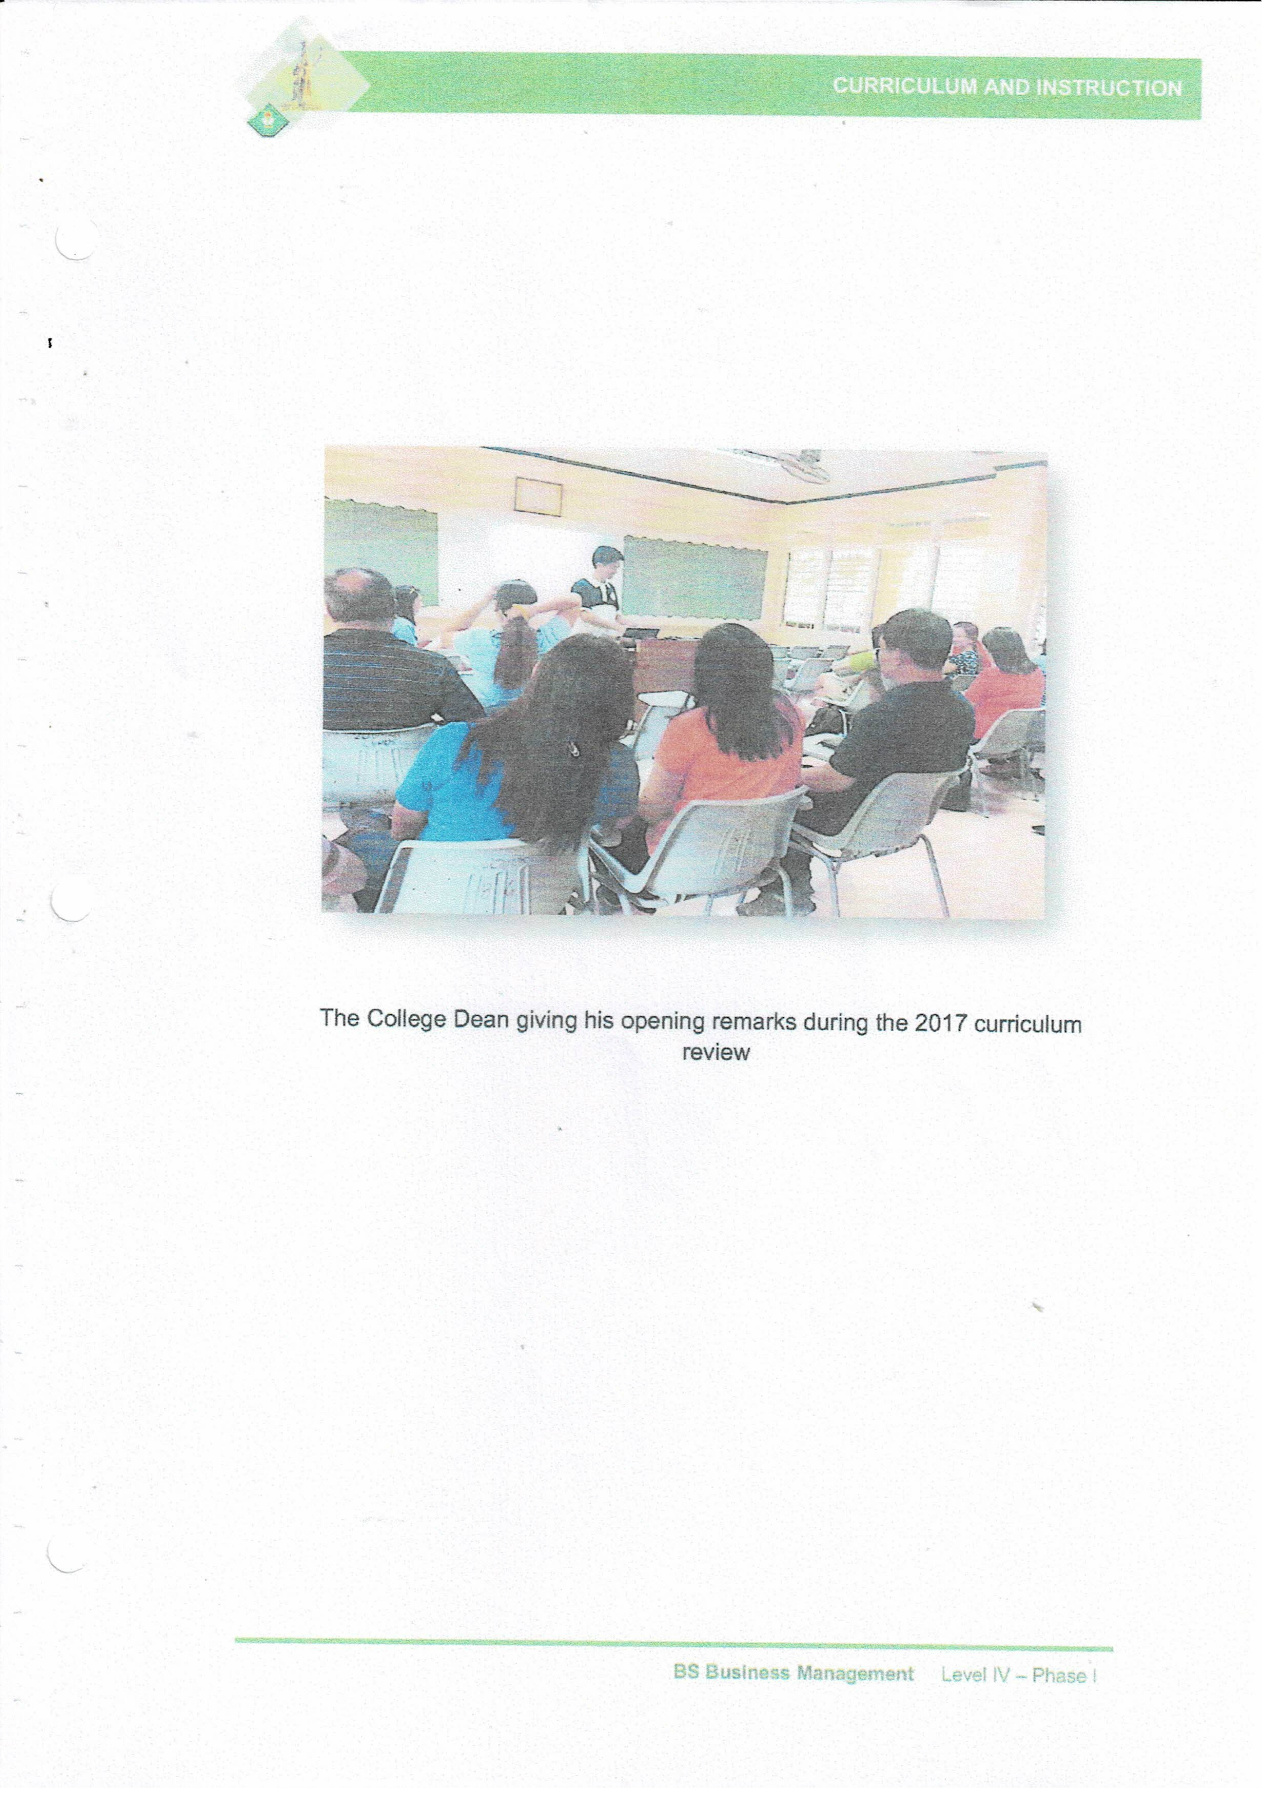 CURRICULUM AND INSTRUCTION
The College Dean giving his opening remarks during the 2017 curriculum
review
BS Business Management Level IV – Phase I